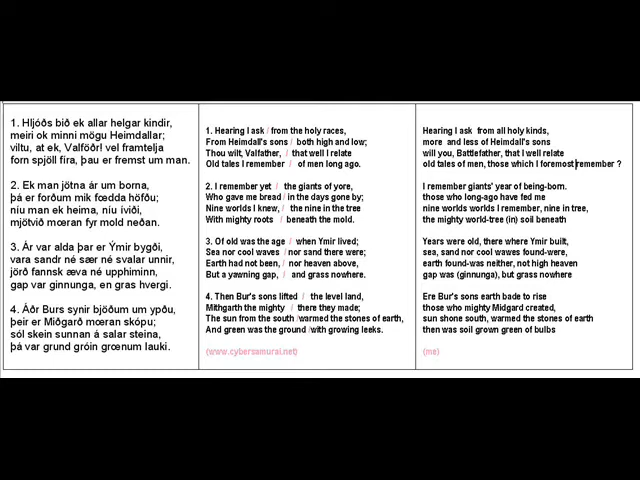 1. Hljóðs bið ek allar helgar kindir,
meiri ok minni mögu Heimdallar;
viltu, at ek, Valföðr! vel framtelja
forn spjöll fíra, þau er fremst um man.
2. Ek man jötna ár um borna,
þá er forðum mik fœdda höfðu;
níu man ek heima, níu íviði,
mjötvið mœran fyr mold neðan.
3. Ár var alda þar er Ýmir bygði,
vara sandr né sær né svalar unnir,
jörð fannsk æva né upphiminn,
gap var ginnunga, en gras hvergi.
4. Áðr Burs synir bjöðum um ypðu,
þeir er Miðgarð mœran skópu;
sól skein sunnan á salar steina,
þá var grund gróin grœnum lauki.
1. Hearing I ask / from the holy races,
From Heimdall's sons / both high and low;
Thou wilt, Valfather, / that well I relate
Old tales I remember / of men long ago.
2. I remember yet / the giants of yore,
Who gave me bread / in the days gone by;
Nine worlds I knew, / the nine in the tree
With mighty roots / beneath the mold.
3. Of old was the age / when Ymir lived;
Sea nor cool waves / nor sand there were;
Earth had not been, / nor heaven above,
But a yawning gap, / and grass nowhere.
4. Then Bur's sons lifted / the level land,
Mithgarth the mighty / there they made;
The sun from the south /warmed the stones of earth,
And green was the ground /with growing leeks.
(www.cybersamurai.net)
Hearing I ask from all holy kinds,
more and less of Heimdall's sons
will you, Battlefather, that I well relate
old tales of men, those which I foremost remember ?
I remember giants' year of being-born.
those who long-ago have fed me
nine worlds worlds I remember, nine in tree,
the mighty world-tree (in) soil beneath
Years were old, there where Ymir built,
sea, sand nor cool waves found-were,
earth found-was neither, not high heaven
gap was (ginnunga), but grass nowhere
Ere Bur's sons earth bade to rise
those who mighty Midgard created,
sun shone south, warmed the stones of earth
then was soil grown green of bulbs
(me)